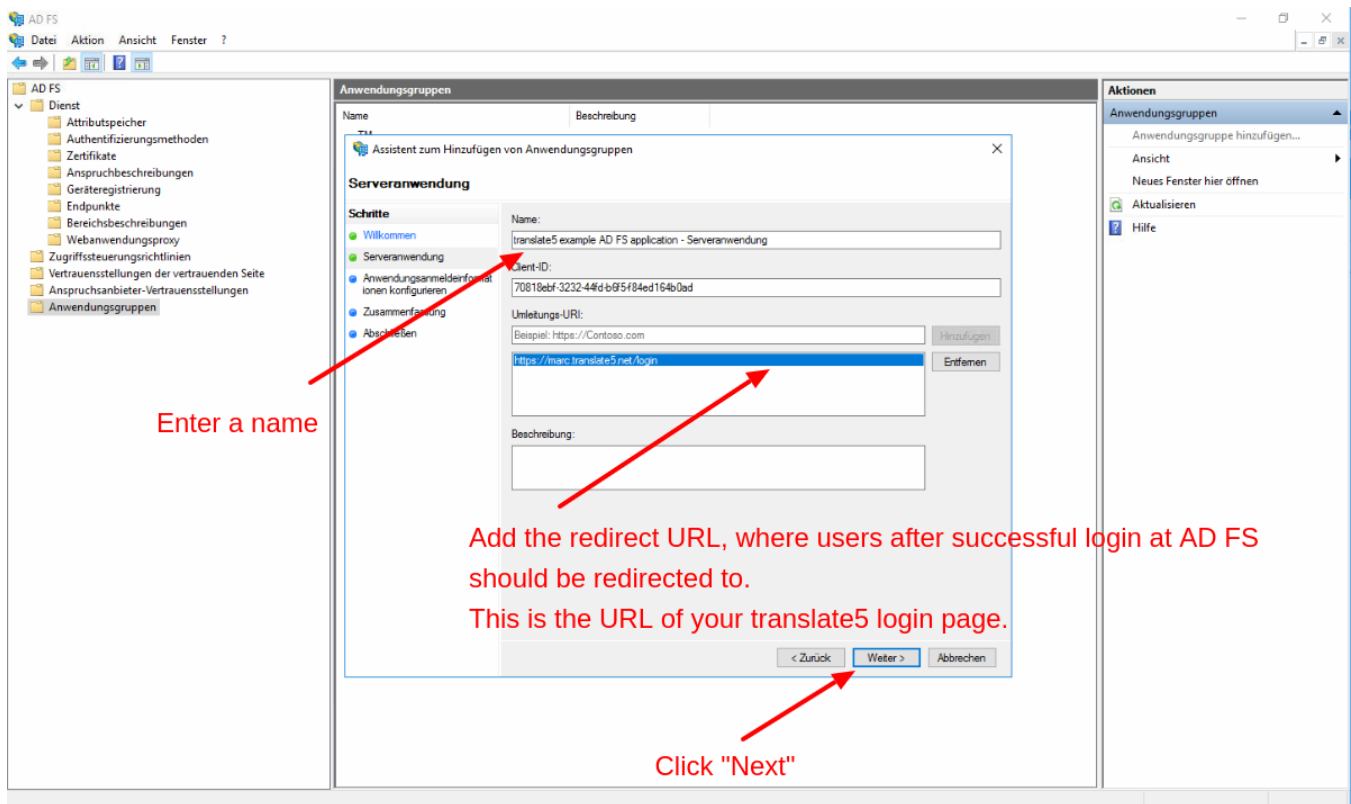 AD FS
Datei Aktion Ansicht Fenster ?
AD FS
Dienst
Attributspeicher
Authentifizierungsmethoden
Zertifikate
Anspruchbeschreibungen
Geräteregistrierung
Endpunkte
Bereichsbeschreibungen
Webanwendungsproxy
Zugriffssteuerungsrichtlinien
Vertrauensstellungen der vertrauenden Seite
Anspruchsanbieter-Vertrauensstellungen
Anwendungsgruppen
Anwendungsgruppen
Name Beschreibung
Assistent zum Hinzufügen von Anwendungsgruppen
Serveranwendung
Schritte
Willkommen
Serveranwendung
Anwendungsanmeldeinformat
ionen konfigurieren
Zusammenfassung
Abschließen
Name:
translate5 example AD FS application - Serveranwendung
Client-ID:
70818ebf-3232-44fd-b6f5-f84ed164b0ad
Umleitungs-URI:
Beispiel: https://Contoso.com
Hinzufügen
https://marc.translate5.net/login
Entfernen
Beschreibung:
< Zurück Weiter > Abbrechen
Aktionen
Anwendungsgruppen
Anwendungsgruppe hinzufügen...
Ansicht
Neues Fenster hier öffnen
Aktualisieren
Hilfe
Enter a name
Add the redirect URL, where users after successful login at AD FS
should be redirected to.
This is the URL of your translate5 login page.
Click "Next"